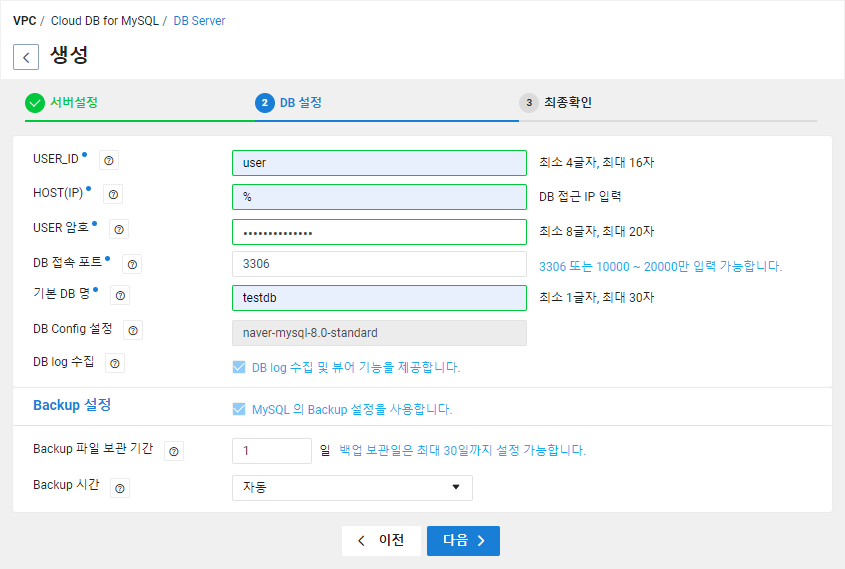 VPC / Cloud DB for MySQL / DB Server
생성
서버설정 2 DB 설정 3 최종확인
USER_ID user 최소 4글자, 최대 16자
HOST(IP) % DB 접근 IP 입력
USER 암호 •••••••••••••• 최소 8글자, 최대 20자
DB 접속 포트 3306 3306 또는 10000 ~ 20000만 입력 가능합니다.
기본 DB 명 testdb 최소 1글자, 최대 30자
DB Config 설정 naver-mysql-8.0-standard
DB log 수집 DB log 수집 및 뷰어 기능을 제공합니다.
Backup 설정 MySQL 의 Backup 설정을 사용합니다.
Backup 파일 보관 기간 1 일 백업 보관일은 최대 30일까지 설정 가능합니다.
Backup 시간 자동
이전 다음